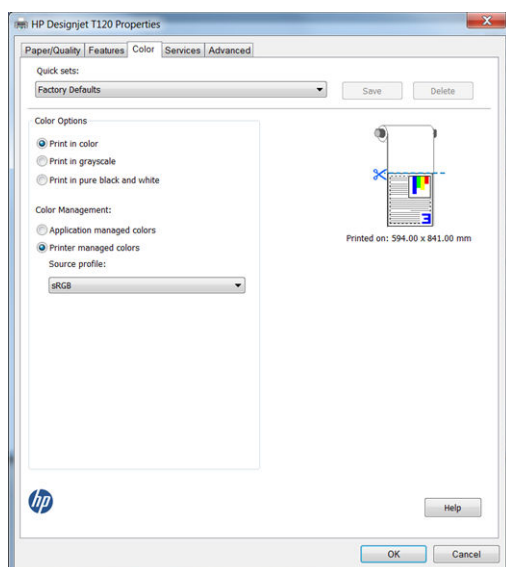 HP Designjet T120 Properties
Paper/Quality Features Color Services Advanced
Quick sets:
Factory Defaults
Save Delete
Color Options
Print in color
Print in grayscale
Print in pure black and white
Color Management:
Application managed colors
Printer managed colors
Source profile:
sRGB
3
Printed on: 594.00 x 841.00 mm
hp
Help
OK Cancel